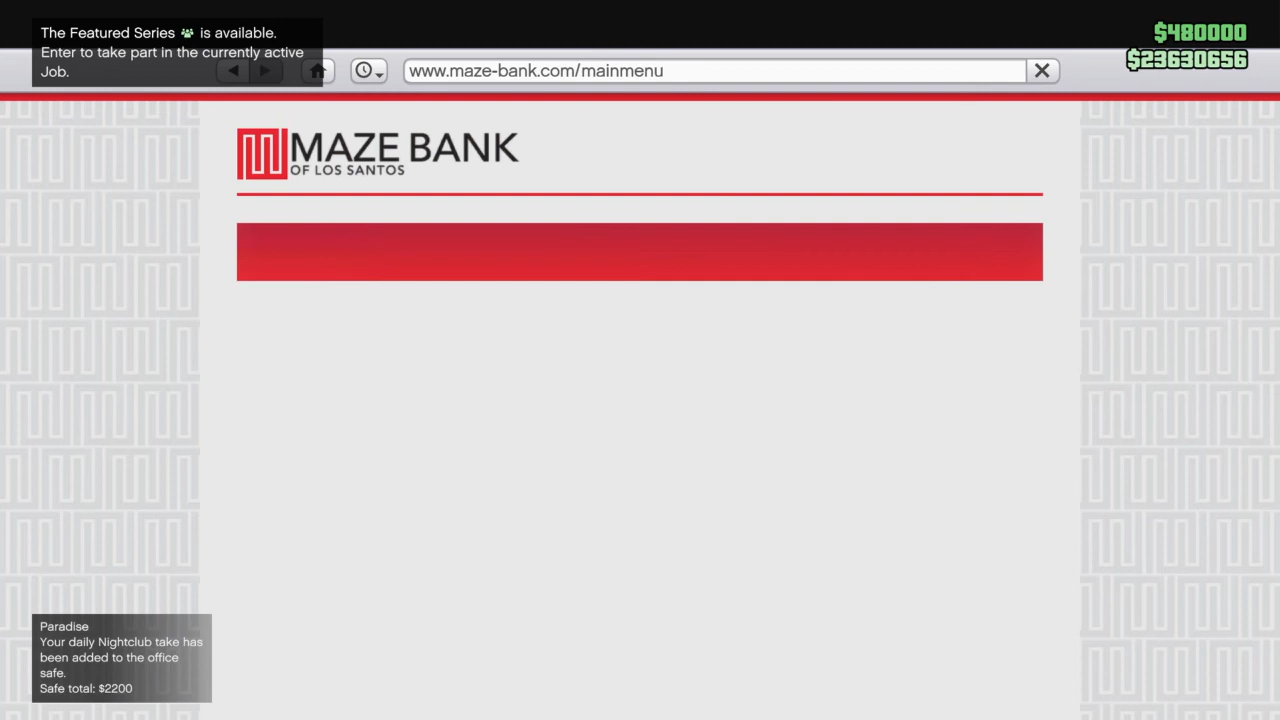 The Featured Series is available.
Enter to take part in the currently active
Job.
$480000
$23630656
www.maze-bank.com/mainmenu
MAZE BANK
OF LOS SANTOS
Paradise
Your daily Nightclub take has
been added to the office
safe.
Safe total: $2200